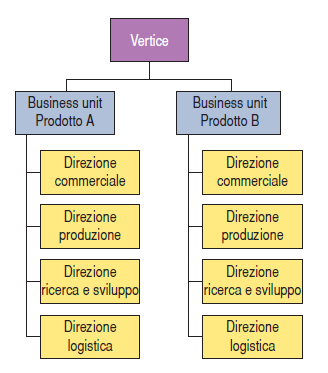 Vertice
Business unit
Prodotto A
Direzione
commerciale
Direzione
produzione
Direzione
ricerca e sviluppo
Direzione
logistica
Business unit
Prodotto B
Direzione
commerciale
Direzione
produzione
Direzione
ricerca e sviluppo
Direzione
logistica